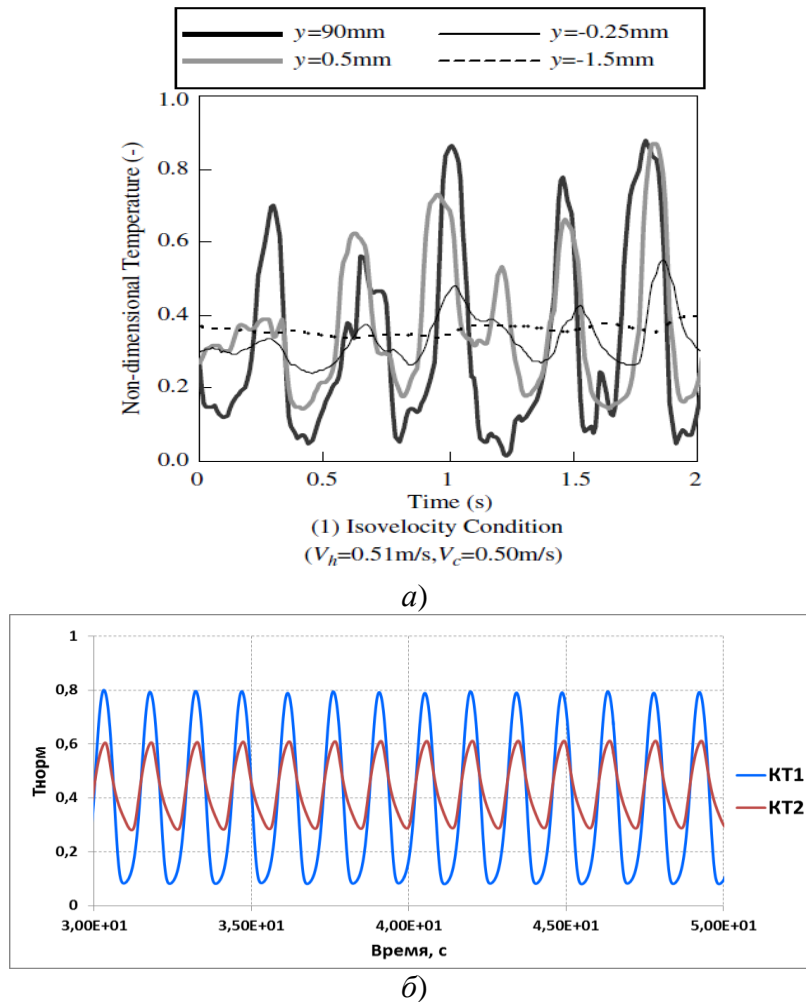 y=90mm y=-0.25mm
y=0.5mm y=-1.5mm
1.0
0.8
0.6
0.4
0.2
0.0
Non-dimensional Temperature (-)
0 0.5 1 1.5 2
Time (s)
(1) Isovelocity Condition
(Vh=0.51m/s,Vc=0.50m/s)
а)
1
0,8
0,6
0,4
0,2
0
Тнорм
КТ1
КТ2
3,00E+01 3,50E+01 4,00E+01 4,50E+01 5,00E+01
Время, с
б)